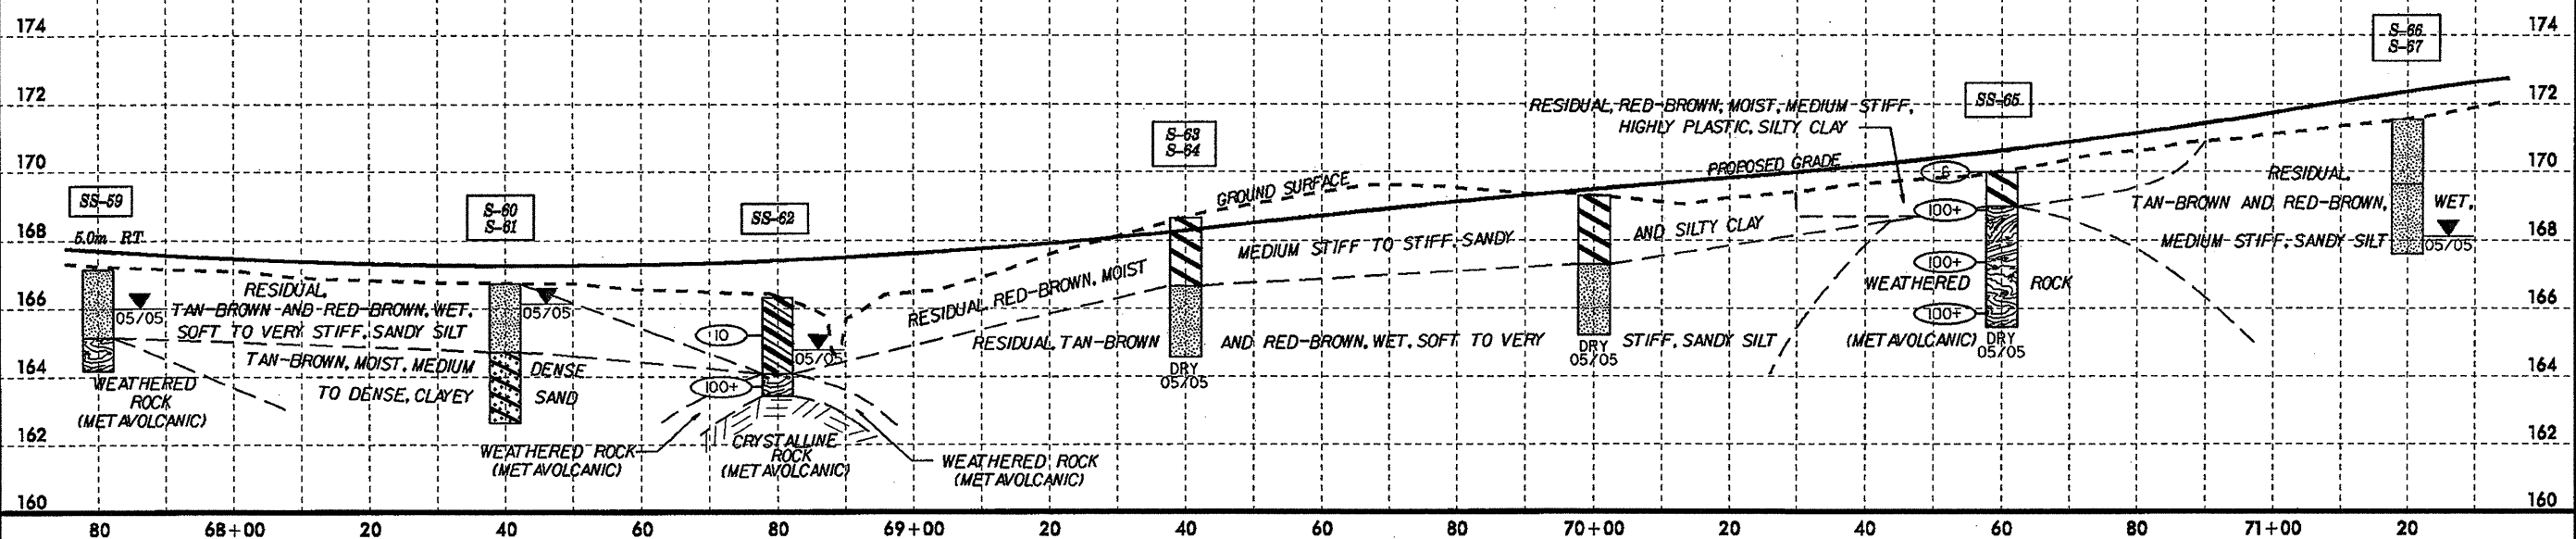 174
174
S-66
S-67
172
172
RESIDUAL, RED-BROWN, MOIST, MEDIUM STIFF,
HIGHLY PLASTIC, SILTY CLAY
SS-65
S-63
S-64
170
170
PROPOSED GRADE
6
GROUND SURFACE
RESIDUAL,
TAN-BROWN AND RED-BROWN, WET,
MEDIUM STIFF, SANDY SILT
05/05
SS-59
S-60
S-61
SS-62
100+
168
168
5.0m RT
MEDIUM STIFF TO STIFF, SANDY
AND SILTY CLAY
100+
RESIDUAL, RED-BROWN, MOIST
WEATHERED ROCK
(METAVOLCANIC)
166
166
RESIDUAL,
TAN-BROWN AND RED-BROWN, WET,
SOFT TO VERY STIFF, SANDY SILT
05/05
05/05
100+
10
05/05
RESIDUAL, TAN-BROWN AND RED-BROWN, WET, SOFT TO VERY STIFF, SANDY SILT
DRY
05/05
DRY
05/05
DRY
05/05
164
164
TAN-BROWN, MOIST, MEDIUM DENSE
TO DENSE, CLAYEY SAND
100+
WEATHERED
ROCK
(METAVOLCANIC)
162
162
WEATHERED ROCK
(METAVOLCANIC)
CRYSTALLINE
ROCK
(METAVOLCANIC)
WEATHERED ROCK
(METAVOLCANIC)
160
160
80 68+00 20 40 60 80 69+00 20 40 60 80 70+00 20 40 60 80 71+00 20